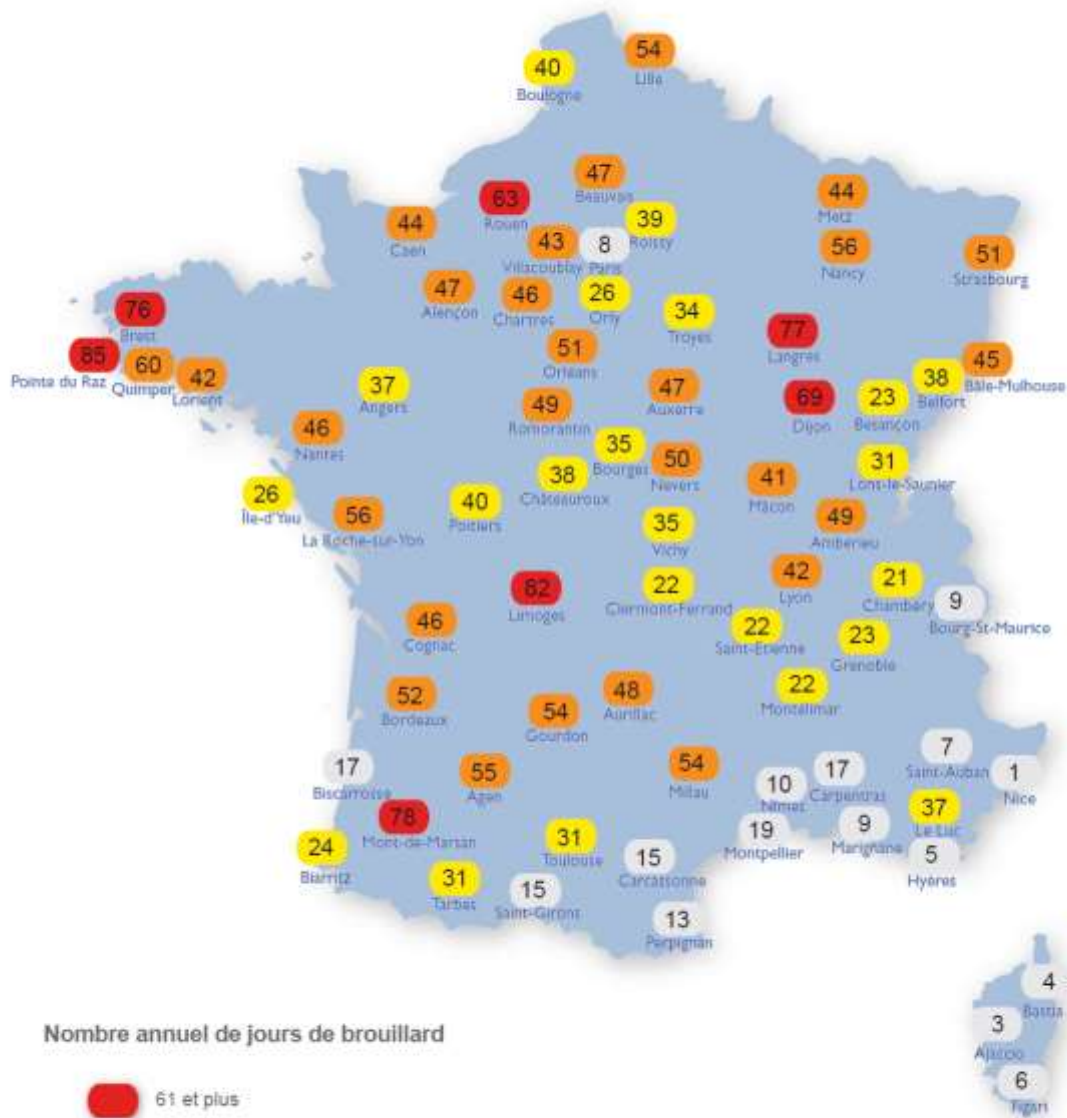 54
Lille
40
Boulogne
47
Beauvais
63
Rouen
44
Metz
39
Roissy
44
Caen
43
Villacoublay
8
Paris
56
Nancy
51
Strasbourg
47
Alençon
46
Chartres
26
Orly
34
Troyes
77
Langres
76
Brest
85
Pointe du Raz
60
Quimper
42
Lorient
51
Orléans
45
Bâle-Mulhouse
38
Belfort
37
Angers
47
Auxerre
69
Dijon
23
Besançon
49
Romorantin
46
Nantes
35
Bourges
50
Nevers
31
Lons-le-Saunier
38
Châteauroux
41
Mâcon
26
Île-d'Yeu
40
Poitiers
56
La Roche-sur-Yon
35
Vichy
49
Ambérieu
82
Limoges
22
Clermont-Ferrand
42
Lyon
21
Chambéry
9
Bourg-St-Maurice
46
Cognac
22
Saint-Etienne
23
Grenoble
52
Bordeaux
54
Gourdon
48
Aurillac
22
Montélimar
17
Biscarrosse
55
Agen
54
Millau
10
Nîmes
17
Carpentras
7
Saint-Auban
1
Nice
78
Mont-de-Marsan
37
Le Luc
24
Biarritz
31
Toulouse
19
Montpellier
9
Marignane
5
Hyères
15
Carcassonne
31
Tarbes
15
Saint-Girons
13
Perpignan
4
Bastia
3
Ajaccio
6
Figari
Nombre annuel de jours de brouillard
61 et plus